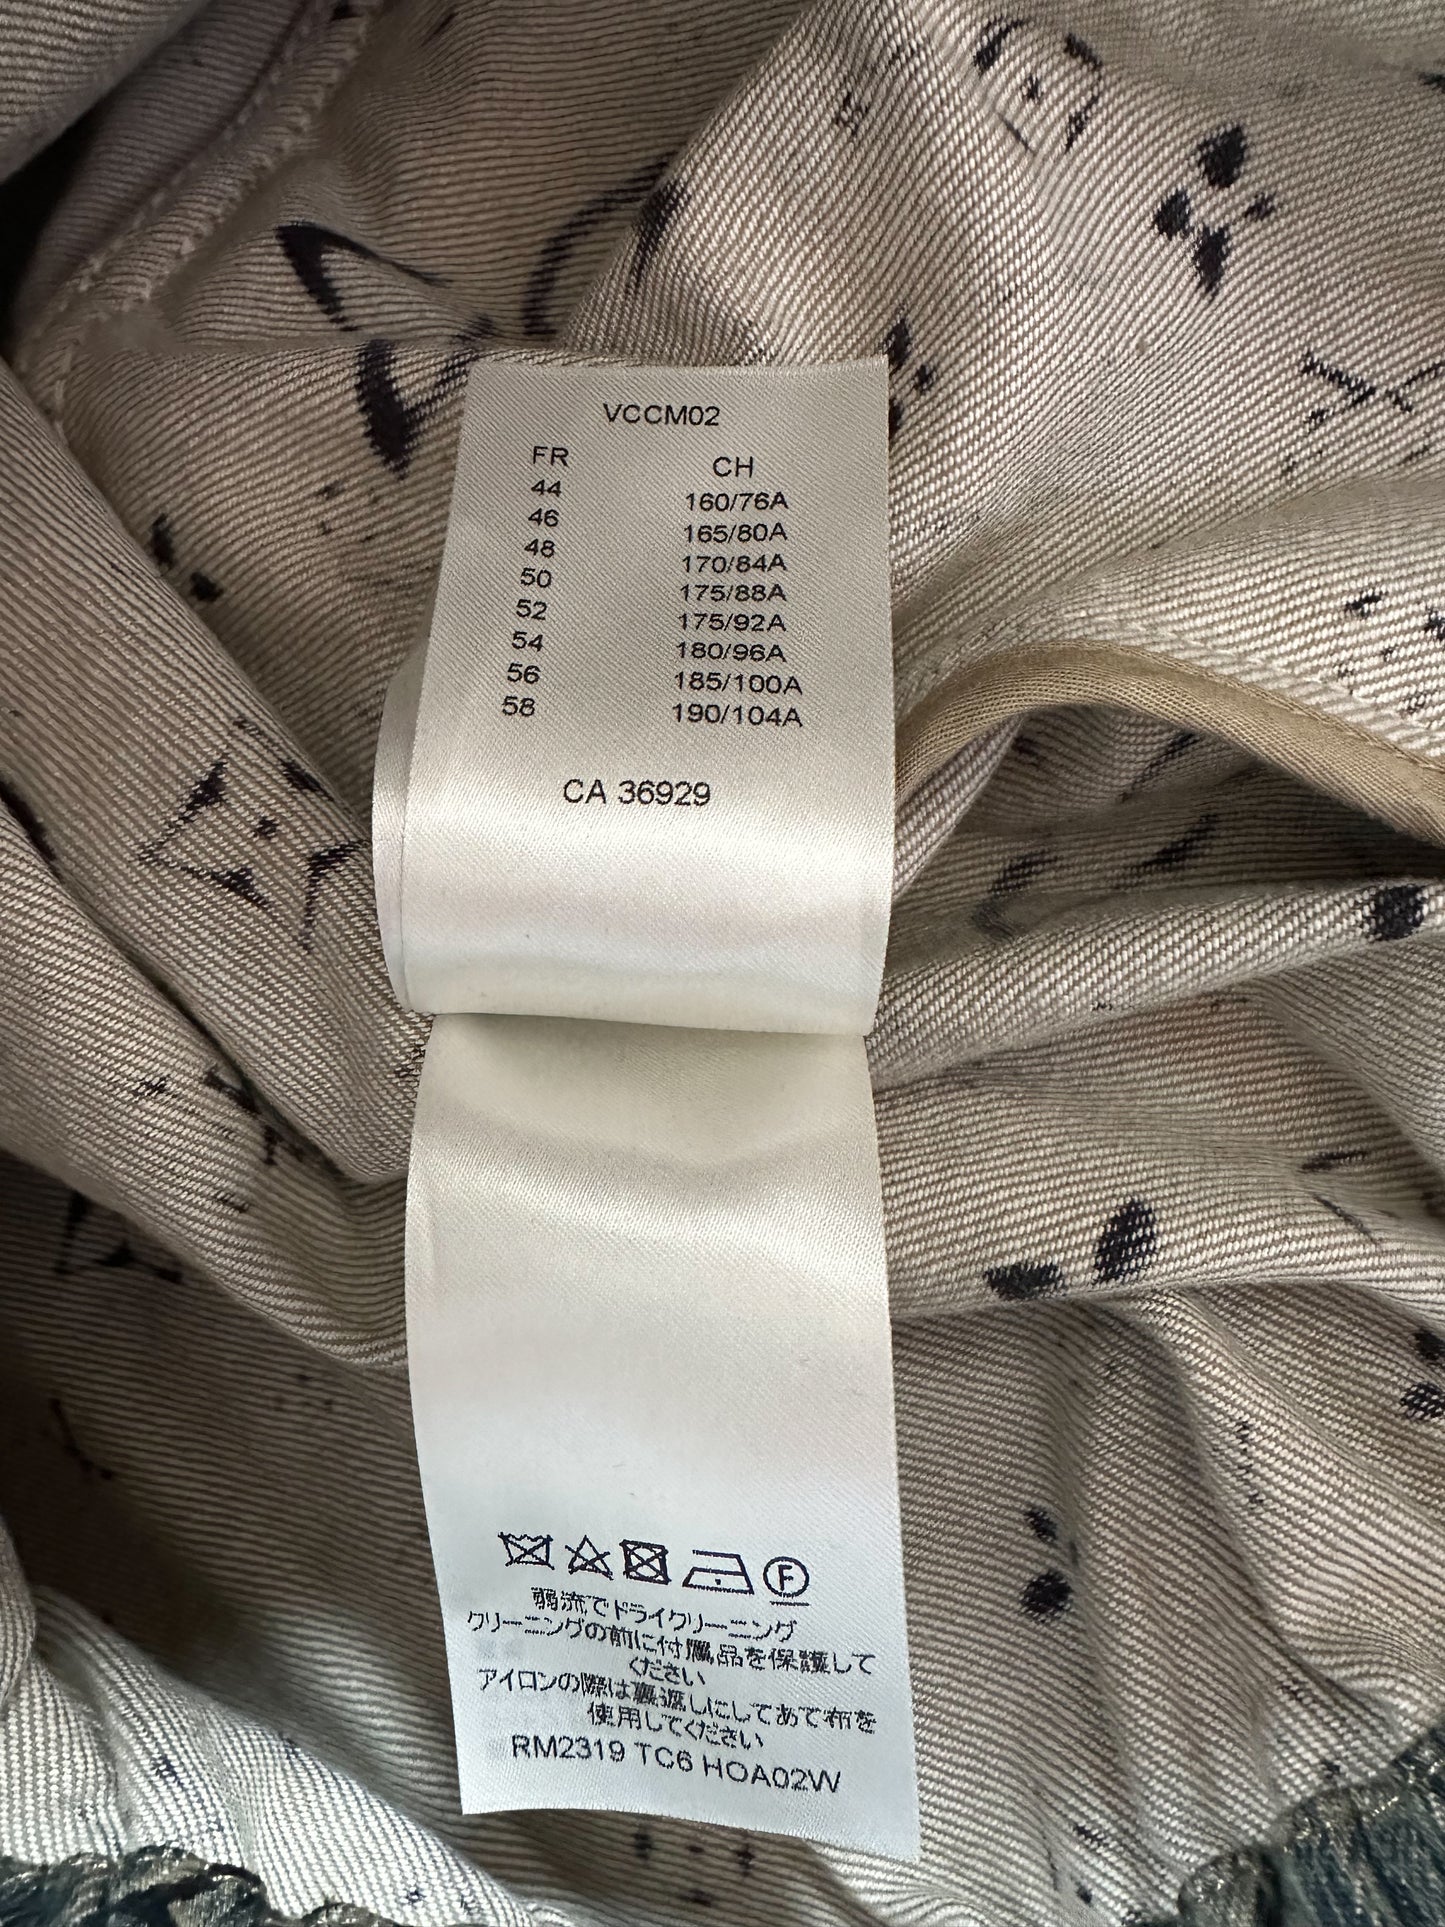 VCCM02
FR CH
44 160/76A
46 165/80A
48 170/84A
50 175/88A
52 175/92A
54 180/96A
56 185/100A
58 190/104A
CA 36929
F
弱流でドライクリーニング
クリーニングの前に付属品を保護して
ください
アイロンの際は裏返しにしてあて布を
使用してください
RM2319 TC6 HOA02W